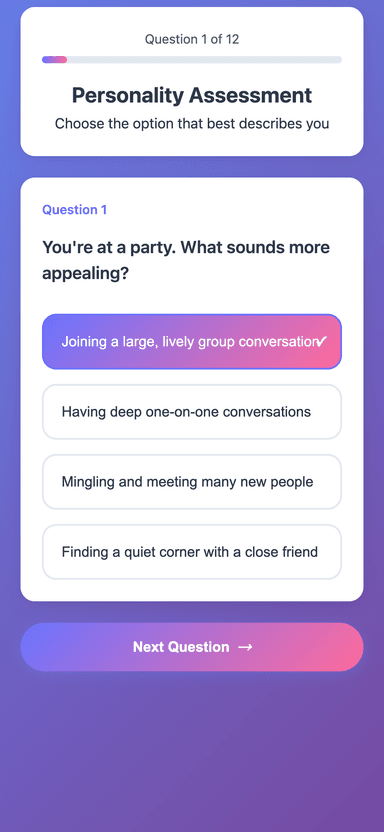 Question 1 of 12
Personality Assessment
Choose the option that best describes you
Question 1
You're at a party. What sounds more
appealing?
Joining a large, lively group conversation ✓
Having deep one-on-one conversations
Mingling and meeting many new people
Finding a quiet corner with a close friend
Next Question →